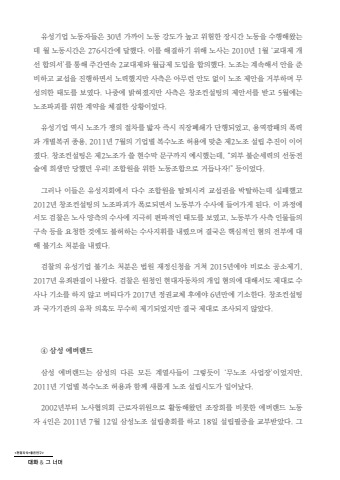 유성기업 노동자들은 30년 가까이 노동 강도가 높고 위험한 장시간 노동을 수행해왔는
데 월 노동시간은 276시간에 달했다. 이를 해결하기 위해 노사는 2010년 1월 '교대제 개
선 합의서'를 통해 주간연속 2교대제와 월급제 도입을 합의했다. 노조는 계속해서 안을 준
비하고 교섭을 진행하면서 노력했지만 사측은 아무런 안도 없이 노조 제안을 거부하며 무
성의한 태도를 보였다. 나중에 밝혀졌지만 사측은 창조컨설팅의 제안서를 받고 5월에는
노조파괴를 위한 계약을 체결한 상황이었다.
유성기업 역시 노조가 쟁의 절차를 밟자 즉시 직장폐쇄가 단행되었고, 용역깡패의 폭력
과 개별복귀 종용, 2011년 7월의 기업별 복수노조 허용에 맞춘 제2노조 설립 추진이 이어
졌다. 창조컨설팅은 제2노조가 쓸 현수막 문구까지 예시했는데, "외부 불순세력의 선동전
술에 희생만 당했던 우리! 조합원을 위한 노동조합으로 거듭나자!" 등이었다.
그러나 이들은 유성지회에서 다수 조합원을 탈퇴시켜 교섭권을 박탈하는데 실패했고
2012년 창조컨설팅의 노조파괴가 폭로되면서 노동부가 수사에 들어가게 된다. 이 과정에
서도 검찰은 노사 양측의 수사에 지극히 편파적인 태도를 보였고, 노동부가 사측 인물들의
구속 등을 요청한 것에도 불허하는 수사지휘를 내렸으며 결국은 핵심적인 혐의 전부에 대
해 불기소 처분을 내렸다.
검찰의 유성기업 불기소 처분은 법원 재정신청을 거쳐 2015년에야 비로소 공소제기,
2017년 유죄판결이 나왔다. 검찰은 원청인 현대자동차의 개입 혐의에 대해서도 제대로 수
사나 기소를 하지 않고 버티다가 2017년 정권교체 후에야 6년만에 기소한다. 창조컨설팅
과 국가기관의 유착 의혹도 무수히 제기되었지만 결국 제대로 조사되지 않았다.
④ 삼성 에버랜드
삼성 에버랜드는 삼성의 다른 모든 계열사들이 그렇듯이 '무노조 사업장'이었지만,
2011년 기업별 복수노조 허용과 함께 새롭게 노조 설립시도가 일어났다.
2002년부터 노사협의회 근로자위원으로 활동해왔던 조장희를 비롯한 에버랜드 노동
자 4인은 2011년 7월 12일 삼성노조 설립총회를 하고 18일 설립필증을 교부받았다. 그
대화 & 그 너머